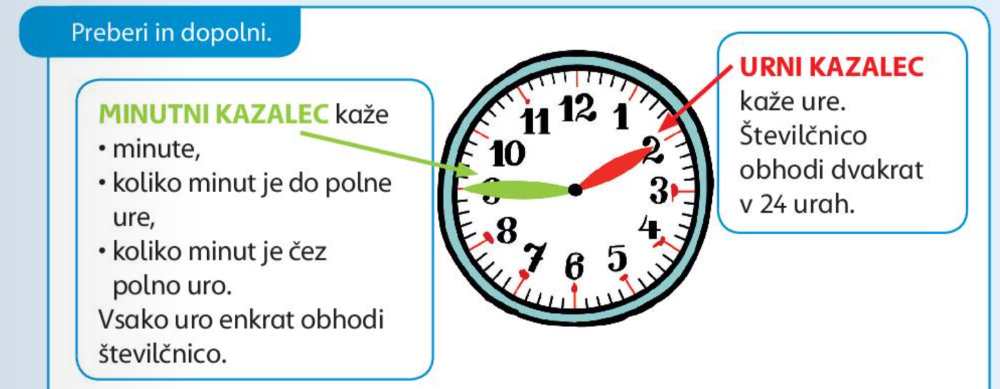 Preberi in dopolni.
MINUTNI KAZALEC kaže
• minute,
• koliko minut je do polne
ure,
• koliko minut je čez
polno uro.
Vsako uro enkrat obhodi
številčnico.
12
1
2
3
4
5
6
7
8
9
10
11
URNI KAZALEC
kaže ure.
Številčnico
obhodi dvakrat
v 24 urah.